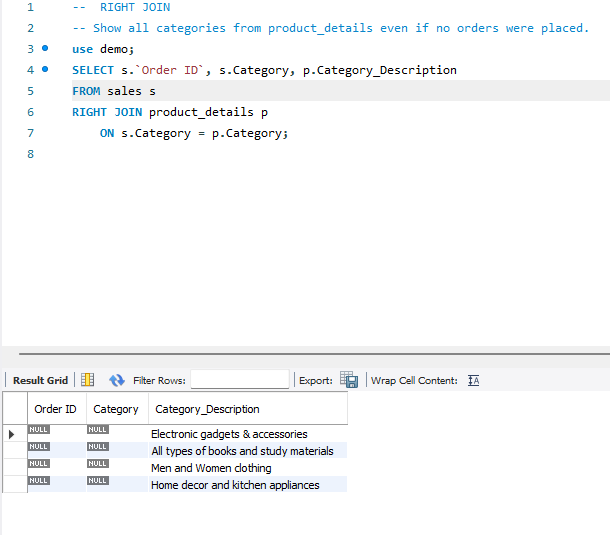 1 --  RIGHT JOIN
2 -- Show all categories from product_details even if no orders were placed.
3 use demo;
4 SELECT s.`Order ID`, s.Category, p.Category_Description
5 FROM sales s
6 RIGHT JOIN product_details p
7     ON s.Category = p.Category;
8
Result Grid Filter Rows: Export: Wrap Cell Content: IA
Order ID Category Category_Description
NULL NULL Electronic gadgets & accessories
NULL NULL All types of books and study materials
NULL NULL Men and Women clothing
NULL NULL Home decor and kitchen appliances